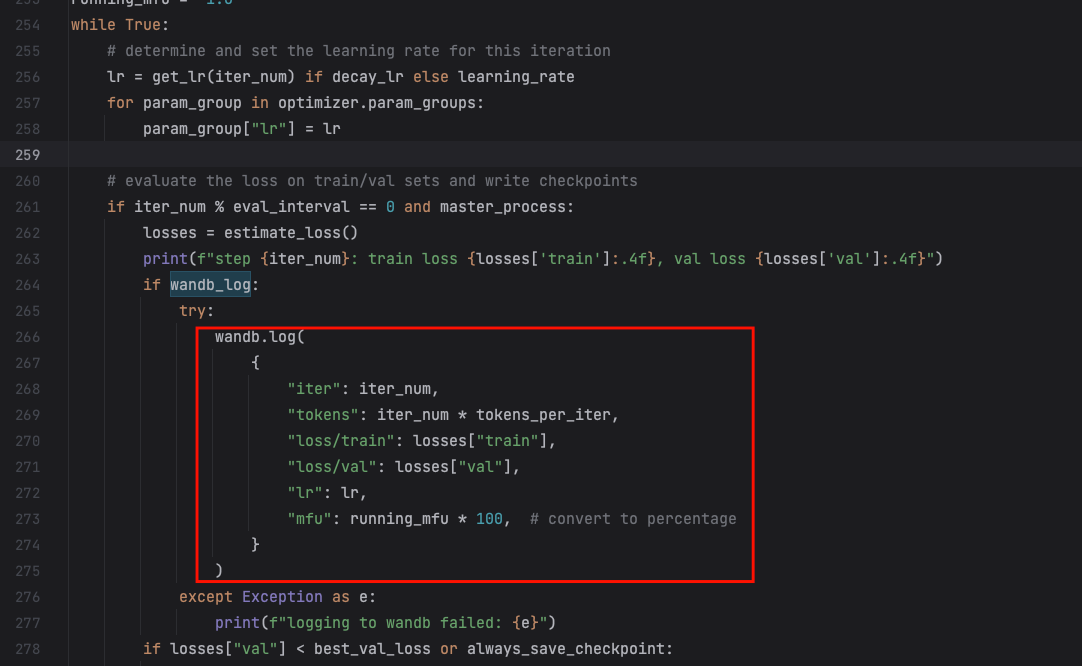 253 running_mfu = -1.0
254 while True:
255     # determine and set the learning rate for this iteration
256     lr = get_lr(iter_num) if decay_lr else learning_rate
257     for param_group in optimizer.param_groups:
258         param_group["lr"] = lr
259
260     # evaluate the loss on train/val sets and write checkpoints
261     if iter_num % eval_interval == 0 and master_process:
262         losses = estimate_loss()
263         print(f"step {iter_num}: train loss {losses['train']:.4f}, val loss {losses['val']:.4f}")
264         if wandb_log:
265             try:
266                 wandb.log(
267                     {
268                         "iter": iter_num,
269                         "tokens": iter_num * tokens_per_iter,
270                         "loss/train": losses["train"],
271                         "loss/val": losses["val"],
272                         "lr": lr,
273                         "mfu": running_mfu * 100,  # convert to percentage
274                     }
275                 )
276             except Exception as e:
277                 print(f"logging to wandb failed: {e}")
278         if losses["val"] < best_val_loss or always_save_checkpoint: